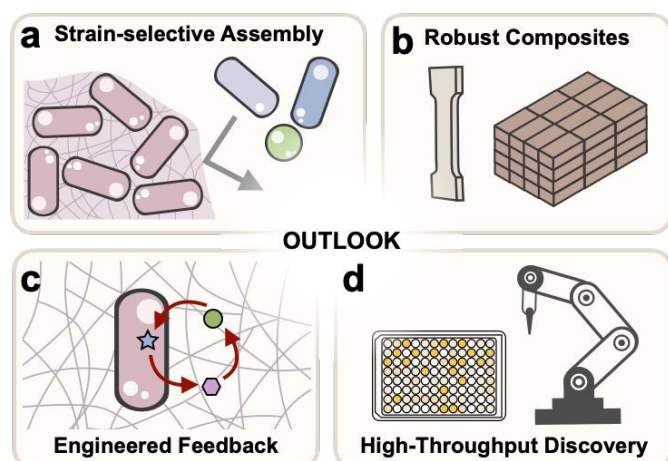 a Strain-selective Assembly
b Robust Composites
OUTLOOK
c
Engineered Feedback
d
High-Throughput Discovery